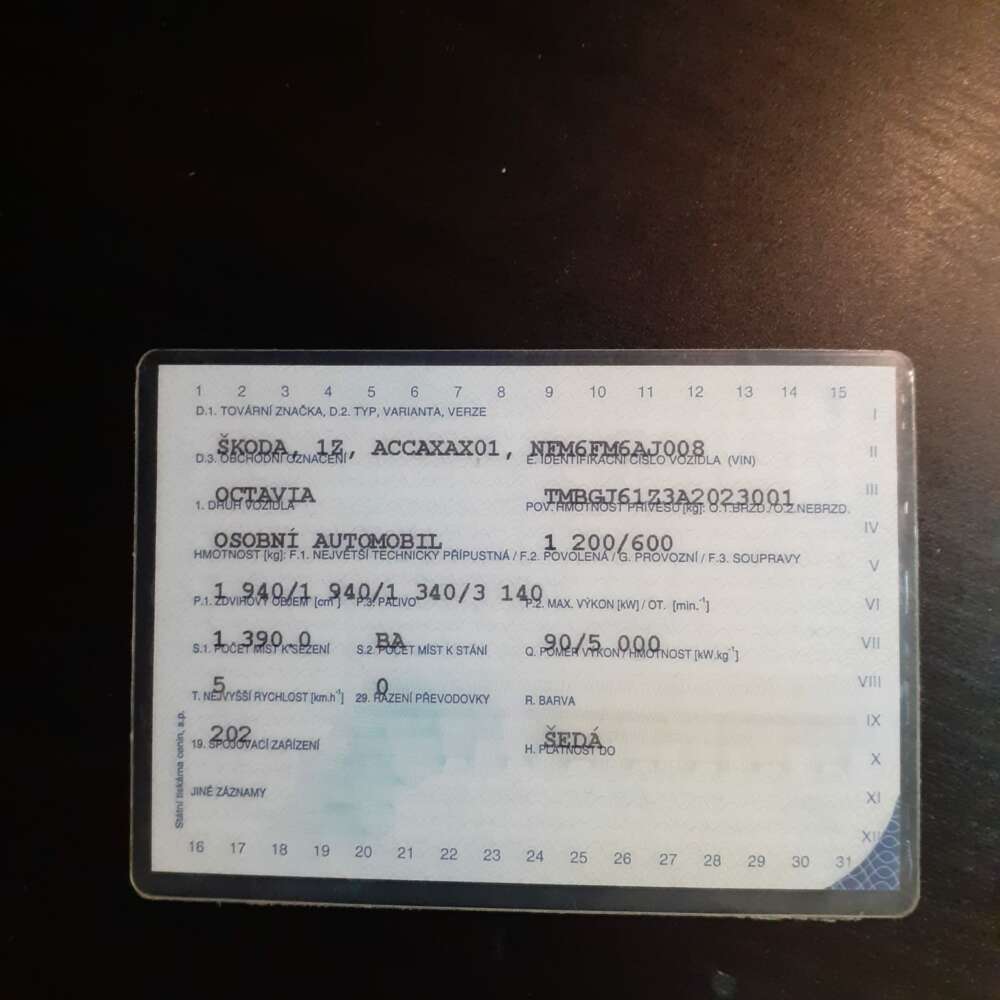 1 2 3 4 5 6 7 8 9 10 11 12 13 14 15
D.1. TOVÁRNÍ ZNAČKA, D.2. TYP, VARIANTA, VERZE I
ŠKODA, 1Z, ACCAXAX01, NFM6FM6AJ008 II
D.3. OBCHODNÍ OZNAČENÍ E. IDENTIFIKAČNÍ ČÍSLO VOZIDLA (VIN)
OCTAVIA TMBGJ61Z3A2023001 III
1. DRUH VOZIDLA POV. HMOTNOST PŘÍVĚSU [kg]: O.1.BRZD./O.2.NEBRZD.
OSOBNÍ AUTOMOBIL 1 200/600 IV
HMOTNOST [kg]: F.1. NEJVĚTŠÍ TECHNICKY PŘÍPUSTNÁ / F.2. POVOLENÁ / G. PROVOZNÍ / F.3. SOUPRAVY V
1 940/1 940/1 340/3 140
P.1. ZDVIHOVÝ OBJEM [cm³] P.3. PALIVO P.2. MAX. VÝKON [kW] / OT. [min.⁻¹] VI
1 390.0 BA 90/5 000 VII
S.1. POČET MÍST K SEZENÍ S.2. POČET MÍST K STÁNÍ Q. POMĚR VÝKON / HMOTNOST [kW.kg⁻¹]
5 0 VIII
T. NEJVYŠŠÍ RYCHLOST [km.h⁻¹] 29. ŘAZENÍ PŘEVODOVKY R. BARVA
202 ŠEDÁ IX
19. SPOJOVACÍ ZAŘÍZENÍ H. PLATNOST DO X
JINÉ ZÁZNAMY XI
XII
16 17 18 19 20 21 22 23 24 25 26 27 28 29 30 31
Státní tiskárna cenin, s.p.